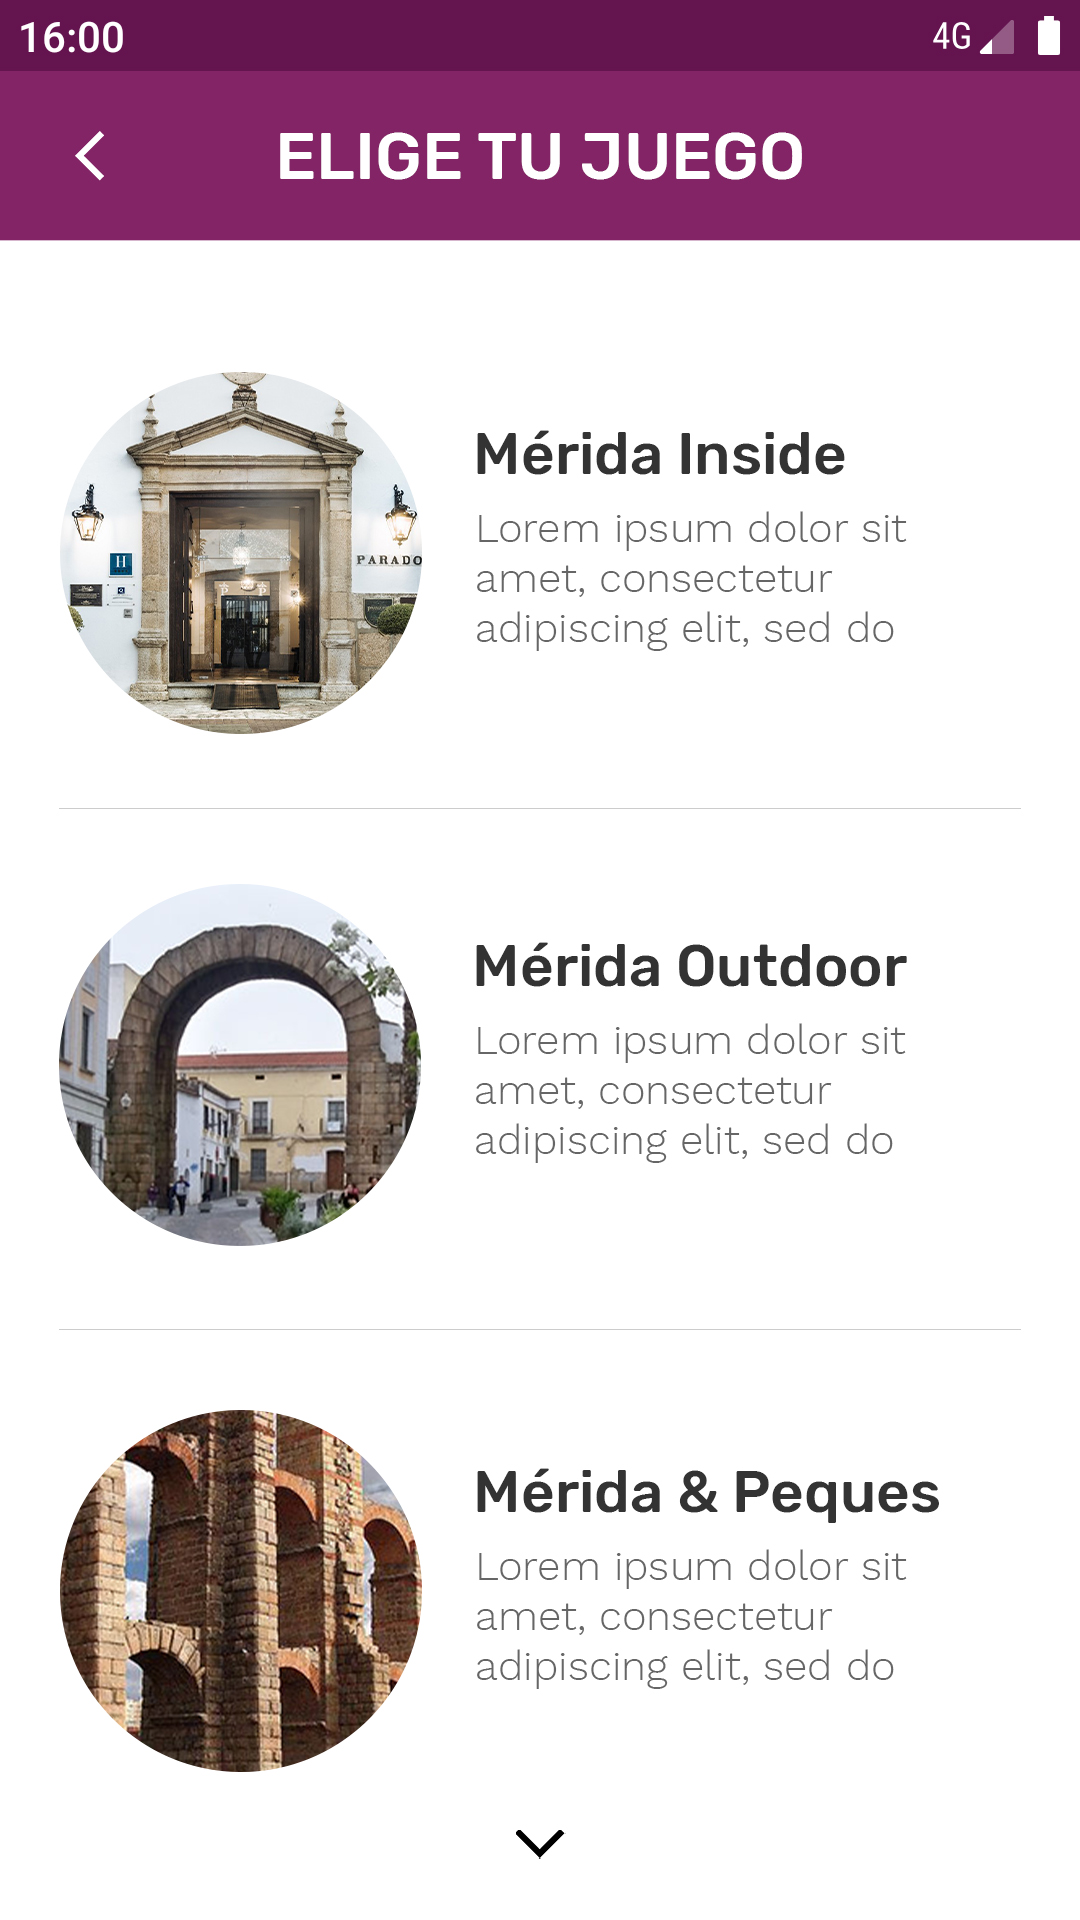 16:00
4G
ELIGE TU JUEGO
H
PARADO
Mérida Inside
Lorem ipsum dolor sit
amet, consectetur
adipiscing elit, sed do
Mérida Outdoor
Lorem ipsum dolor sit
amet, consectetur
adipiscing elit, sed do
Mérida & Peques
Lorem ipsum dolor sit
amet, consectetur
adipiscing elit, sed do